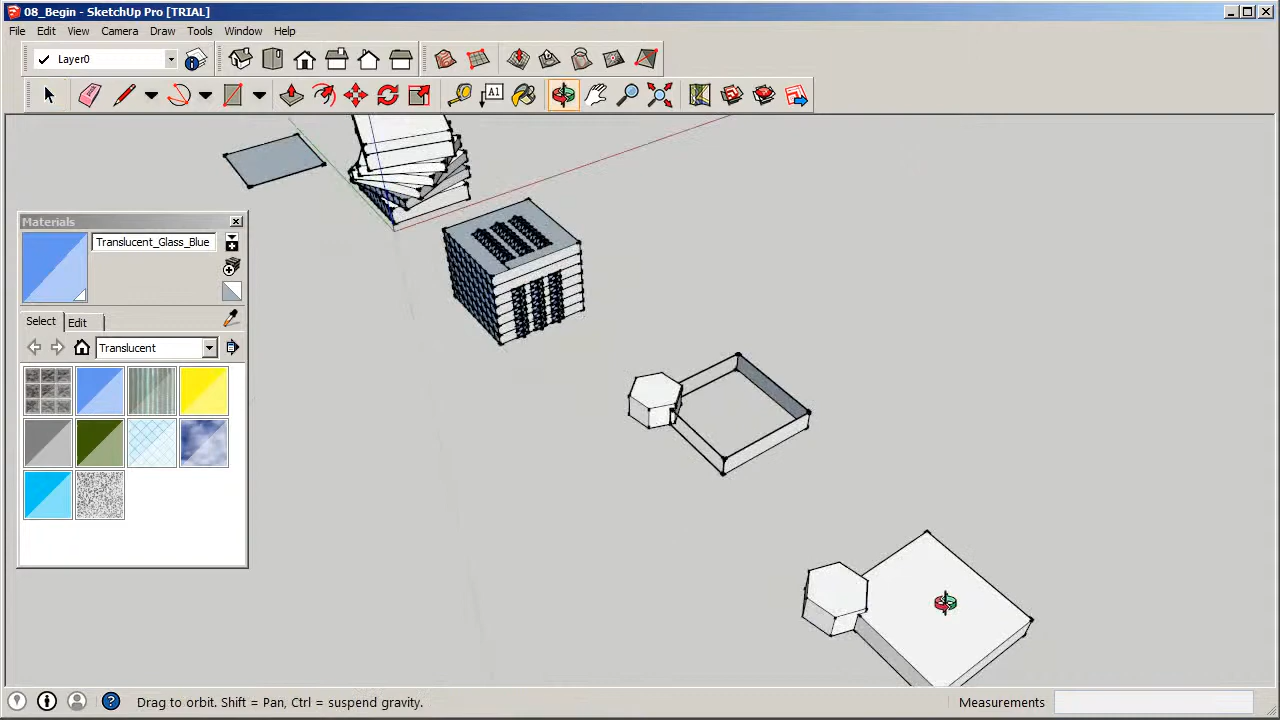 08_Begin - SketchUp Pro [TRIAL]
File Edit View Camera Draw Tools Window Help
Layer0
A1
Materials
Translucent_Glass_Blue
Select Edit
Translucent
Drag to orbit. Shift = Pan, Ctrl = suspend gravity.
Measurements